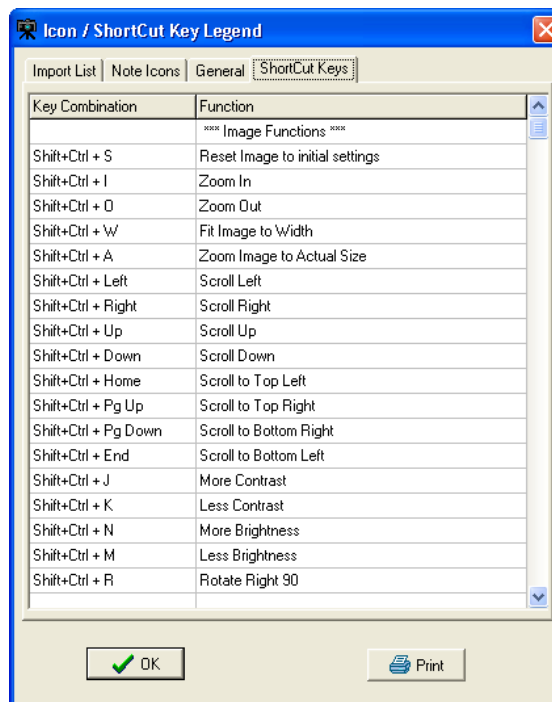 Icon / ShortCut Key Legend
Import List Note Icons General ShortCut Keys
Key Combination Function
*** Image Functions ***
Shift+Ctrl + S Reset Image to initial settings
Shift+Ctrl + I Zoom In
Shift+Ctrl + O Zoom Out
Shift+Ctrl + W Fit Image to Width
Shift+Ctrl + A Zoom Image to Actual Size
Shift+Ctrl + Left Scroll Left
Shift+Ctrl + Right Scroll Right
Shift+Ctrl + Up Scroll Up
Shift+Ctrl + Down Scroll Down
Shift+Ctrl + Home Scroll to Top Left
Shift+Ctrl + Pg Up Scroll to Top Right
Shift+Ctrl + Pg Down Scroll to Bottom Right
Shift+Ctrl + End Scroll to Bottom Left
Shift+Ctrl + J More Contrast
Shift+Ctrl + K Less Contrast
Shift+Ctrl + N More Brightness
Shift+Ctrl + M Less Brightness
Shift+Ctrl + R Rotate Right 90
OK Print